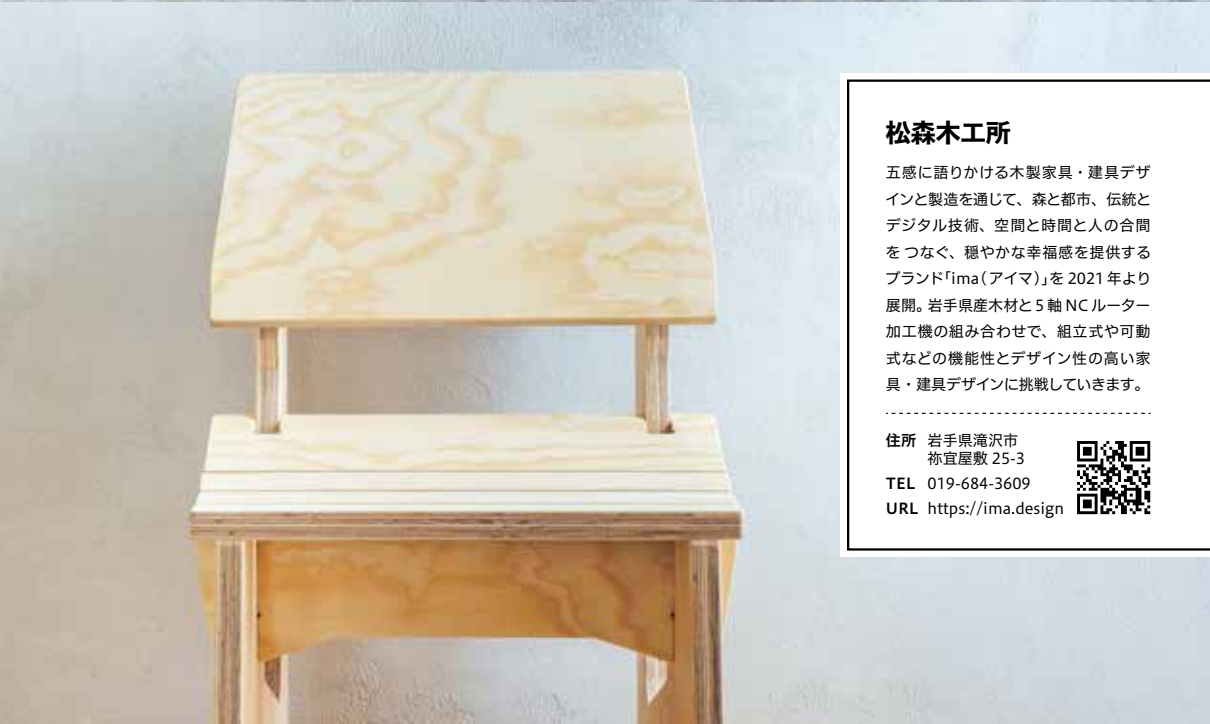 松森木工所
五感に語りかける木製家具・建具デザ
インと製造を通じて、森と都市、伝統と
デジタル技術、空間と時間と人の合間
を つなぐ、穏やかな幸福感を提供する
ブランド「ima（アイマ）」を 2021 年より
展開。岩手県産木材と 5 軸 NC ルーター
加工機の組み合わせで、組立式や可動
式などの機能性とデザイン性の高い家
具・建具デザインに挑戦していきます。
住所 岩手県滝沢市
祢宜屋敷 25-3
TEL 019-684-3609
URL https://ima.design